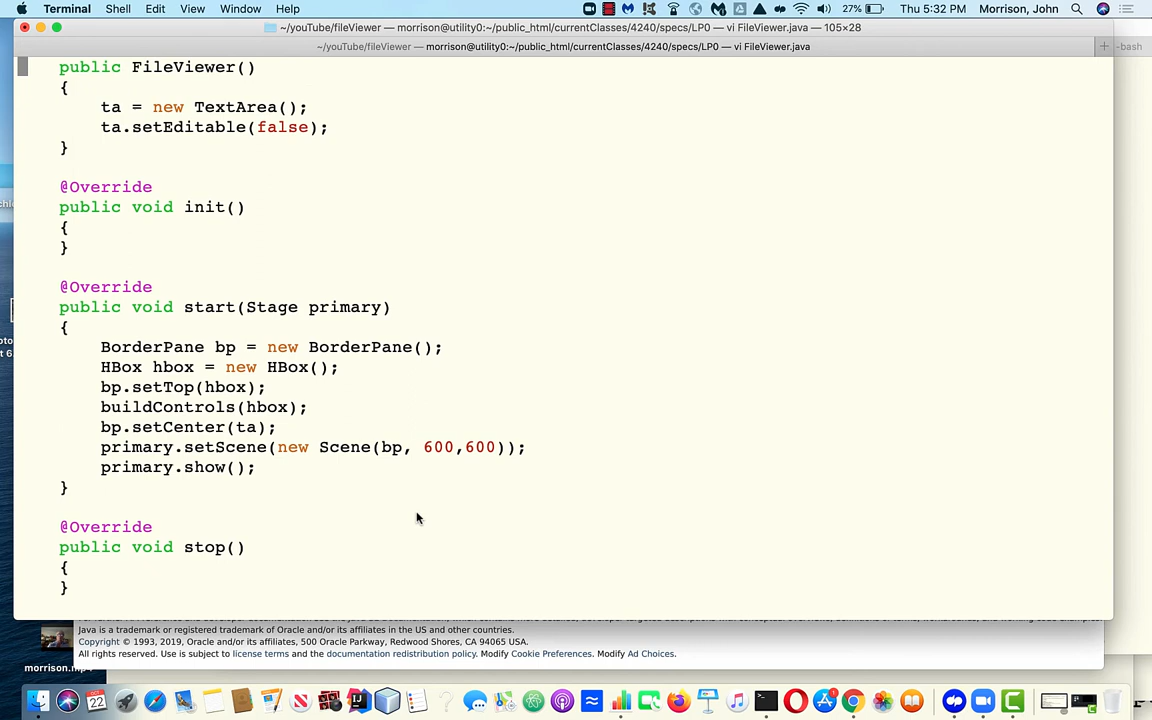 Terminal Shell Edit View Window Help 27% Thu 5:32 PM Morrison, John
~/youTube/fileViewer — morrison@utility0:~/public_html/currentClasses/4240/specs/LP0 — vi FileViewer.java — 105×28
~/youTube/fileViewer — morrison@utility0:~/public_html/currentClasses/4240/specs/LP0 — vi FileViewer.java
-bash
public FileViewer()
{
ta = new TextArea();
ta.setEditable(false);
}
@Override
public void init()
{
}
@Override
public void start(Stage primary)
{
BorderPane bp = new BorderPane();
HBox hbox = new HBox();
bp.setTop(hbox);
buildControls(hbox);
bp.setCenter(ta);
primary.setScene(new Scene(bp, 600,600));
primary.show();
}
@Override
public void stop()
{
}
Java is a trademark or registered trademark of Oracle and/or its affiliates in the US and other countries.
Copyright © 1993, 2019, Oracle and/or its affiliates, 500 Oracle Parkway, Redwood Shores, CA 94065 USA.
All rights reserved. Use is subject to license terms and the documentation redistribution policy. Modify Cookie Preferences. Modify Ad Choices.